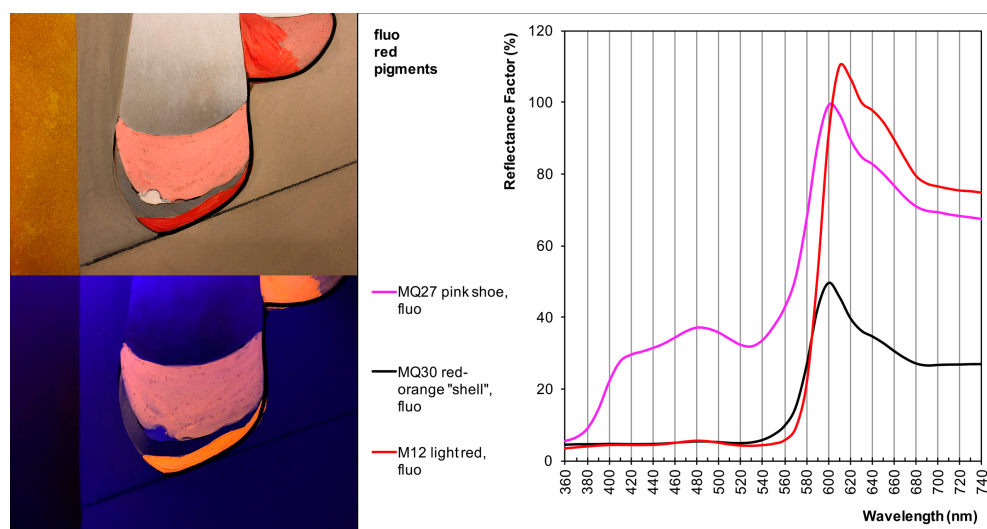 fluo
red
pigments
MQ27 pink shoe,
fluo
MQ30 red-
orange "shell",
fluo
M12 light red,
fluo
Reflectance Factor (%)
120
100
80
60
40
20
0
360
380
400
420
440
460
480
500
520
540
560
580
600
620
640
660
680
700
720
740
Wavelength (nm)